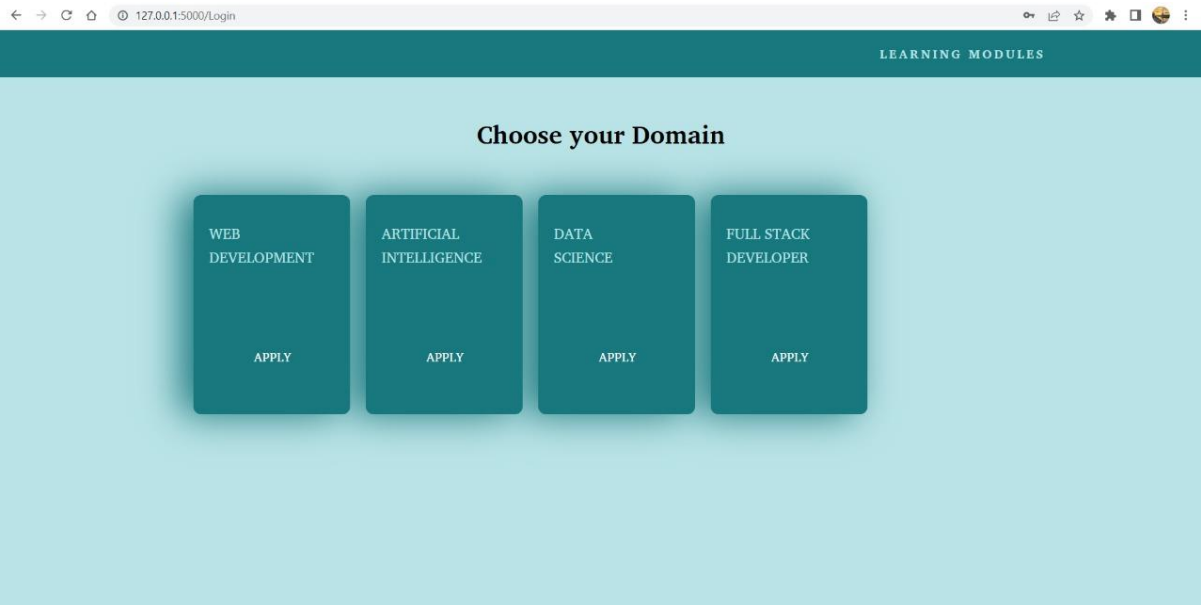 127.0.0.1:5000/Login
LEARNING MODULES
Choose your Domain
WEB
DEVELOPMENT
APPLY
ARTIFICIAL
INTELLIGENCE
APPLY
DATA
SCIENCE
APPLY
FULL STACK
DEVELOPER
APPLY